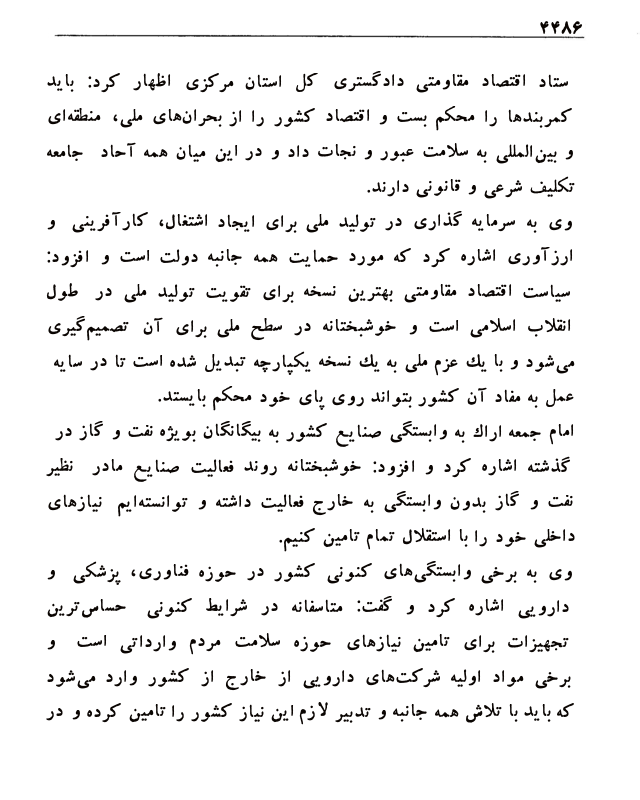 ۴۴۸۶
ستاد اقتصاد مقاومتی دادگستری کل استان مرکزی اظهار کرد: باید
کمربندها را محکم بست و اقتصاد کشور را از بحران‌های ملی، منطقه‌ای
و بین‌المللی به سلامت عبور و نجات داد و در این میان همه آحاد جامعه
تکلیف شرعی و قانونی دارند.
وی به سرمایه گذاری در تولید ملی برای ایجاد اشتغال، کارآفرینی و
ارزآوری اشاره کرد که مورد حمایت همه جانبه دولت است و افزود:
سیاست اقتصاد مقاومتی بهترین نسخه برای تقویت تولید ملی در طول
انقلاب اسلامی است و خوشبختانه در سطح ملی برای آن تصمیم‌گیری
می‌شود و با یك عزم ملی به یك نسخه یکپارچه تبدیل شده است تا در سایه
عمل به مفاد آن کشور بتواند روی پای خود محکم بایستد.
امام جمعه اراك به وابستگی صنایع کشور به بیگانگان بویژه نفت و گاز در
گذشته اشاره کرد و افزود: خوشبختانه روند فعالیت صنایع مادر نظیر
نفت و گاز بدون وابستگی به خارج فعالیت داشته و توانسته‌ایم نیازهای
داخلی خود را با استقلال تمام تامین کنیم.
وی به برخی وابستگی‌های کنونی کشور در حوزه فناوری، پزشکی و
دارویی اشاره کرد و گفت: متاسفانه در شرایط کنونی حساس‌ترین
تجهیزات برای تامین نیازهای حوزه سلامت مردم وارداتی است و
برخی مواد اولیه شرکت‌های دارویی از خارج از کشور وارد می‌شود
که باید با تلاش همه جانبه و تدبیر لازم این نیاز کشور را تامین کرده و در